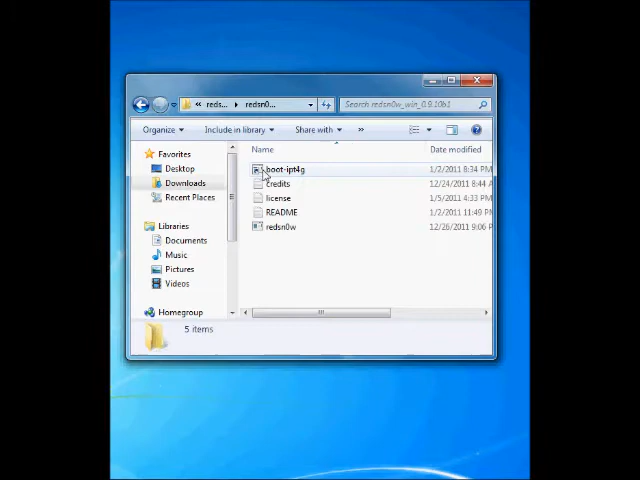 « reds... ▸ redsn0... Search redsn0w_win_0.9.10b1
Organize Include in library Share with »
Favorites
Desktop
Downloads
Recent Places
Libraries
Documents
Music
Pictures
Videos
Homegroup
Name Date modified
boot-ipt4g 1/2/2011 8:34 PM
credits 12/24/2011 8:44 A
license 1/5/2011 4:33 PM
README 1/2/2011 11:49 PM
redsn0w 12/26/2011 9:06 P
5 items